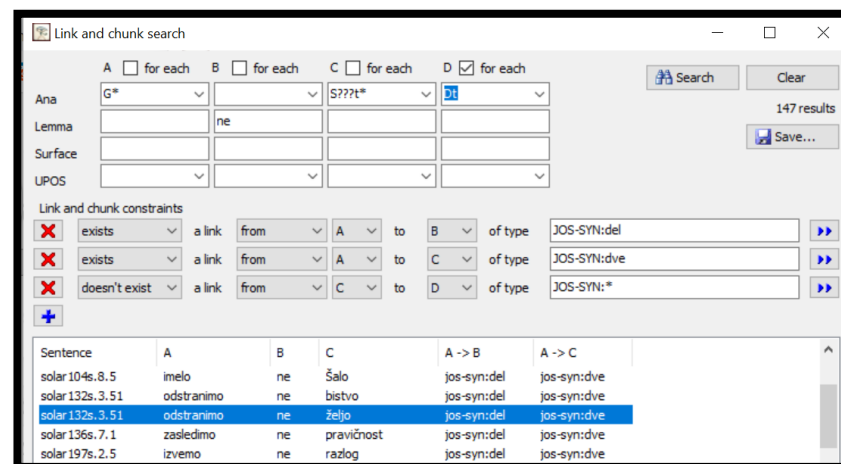 Link and chunk search
A for each B for each C for each D for each
Search Clear
Ana G* S???t* Dt
147 results
Lemma ne
Save...
Surface
UPOS
Link and chunk constraints
exists a link from A to B of type JOS-SYN:del
exists a link from A to C of type JOS-SYN:dve
doesn't exist a link from C to D of type JOS-SYN:*
Sentence A B C A -> B A -> C
solar104s.8.5 imelo ne Šalo jos-syn:del jos-syn:dve
solar132s.3.51 odstranimo ne bistvo jos-syn:del jos-syn:dve
solar132s.3.51 odstranimo ne željo jos-syn:del jos-syn:dve
solar136s.7.1 zasledimo ne pravičnost jos-syn:del jos-syn:dve
solar197s.2.5 izvemo ne razlog jos-syn:del jos-syn:dve